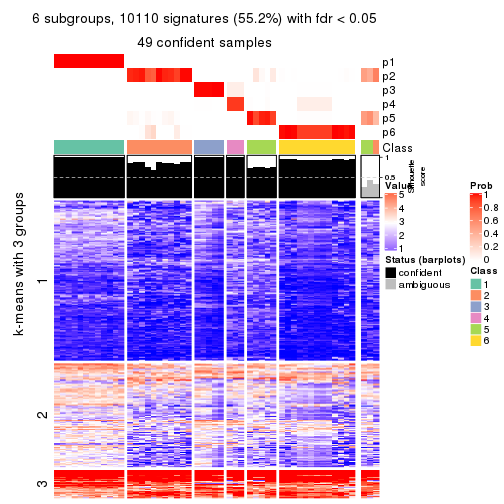 6 subgroups, 10110 signatures (55.2%) with fdr < 0.05
49 confident samples
p1
p2
p3
p4
p5
p6
Class
1
0.5
Silhouette
score
k-means with 3 groups
1
2
3
Value
5
4
3
2
1
Status (barplots)
confident
ambiguous
Prob
1
0.8
0.6
0.4
0.2
0
Class
1
2
3
4
5
6